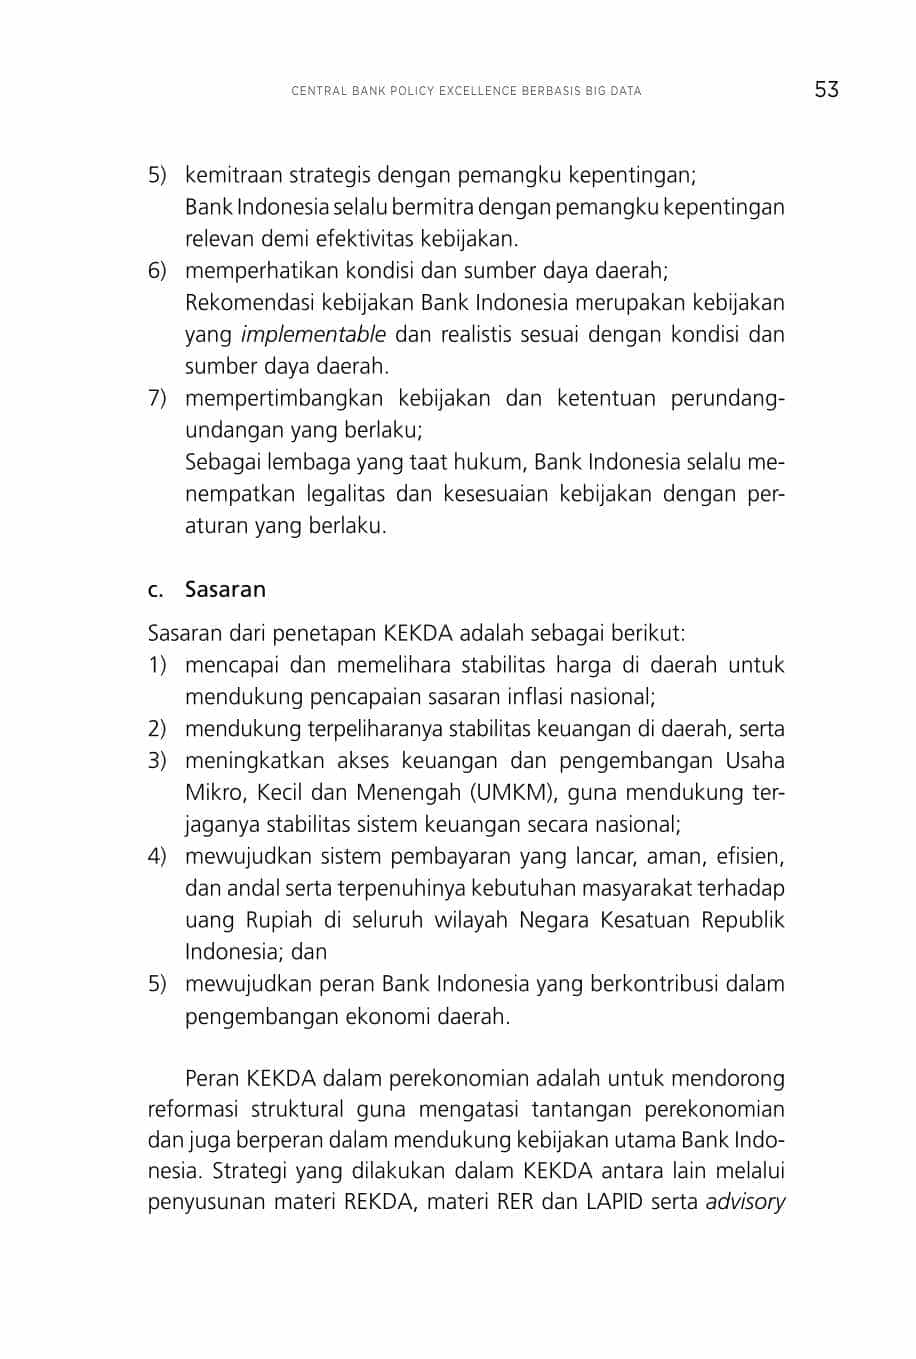 CENTRAL BANK POLICY EXCELLENCE BERBASIS BIG DATA 53
5) kemitraan strategis dengan pemangku kepentingan;
Bank Indonesia selalu bermitra dengan pemangku kepentingan
relevan demi efektivitas kebijakan.
6) memperhatikan kondisi dan sumber daya daerah;
Rekomendasi kebijakan Bank Indonesia merupakan kebijakan
yang implementable dan realistis sesuai dengan kondisi dan
sumber daya daerah.
7) mempertimbangkan kebijakan dan ketentuan perundang-
undangan yang berlaku;
Sebagai lembaga yang taat hukum, Bank Indonesia selalu me-
nempatkan legalitas dan kesesuaian kebijakan dengan per-
aturan yang berlaku.
c. Sasaran
Sasaran dari penetapan KEKDA adalah sebagai berikut:
1) mencapai dan memelihara stabilitas harga di daerah untuk
mendukung pencapaian sasaran inflasi nasional;
2) mendukung terpeliharanya stabilitas keuangan di daerah, serta
3) meningkatkan akses keuangan dan pengembangan Usaha
Mikro, Kecil dan Menengah (UMKM), guna mendukung ter-
jaganya stabilitas sistem keuangan secara nasional;
4) mewujudkan sistem pembayaran yang lancar, aman, efisien,
dan andal serta terpenuhinya kebutuhan masyarakat terhadap
uang Rupiah di seluruh wilayah Negara Kesatuan Republik
Indonesia; dan
5) mewujudkan peran Bank Indonesia yang berkontribusi dalam
pengembangan ekonomi daerah.
Peran KEKDA dalam perekonomian adalah untuk mendorong
reformasi struktural guna mengatasi tantangan perekonomian
dan juga berperan dalam mendukung kebijakan utama Bank Indo-
nesia. Strategi yang dilakukan dalam KEKDA antara lain melalui
penyusunan materi REKDA, materi RER dan LAPID serta advisory